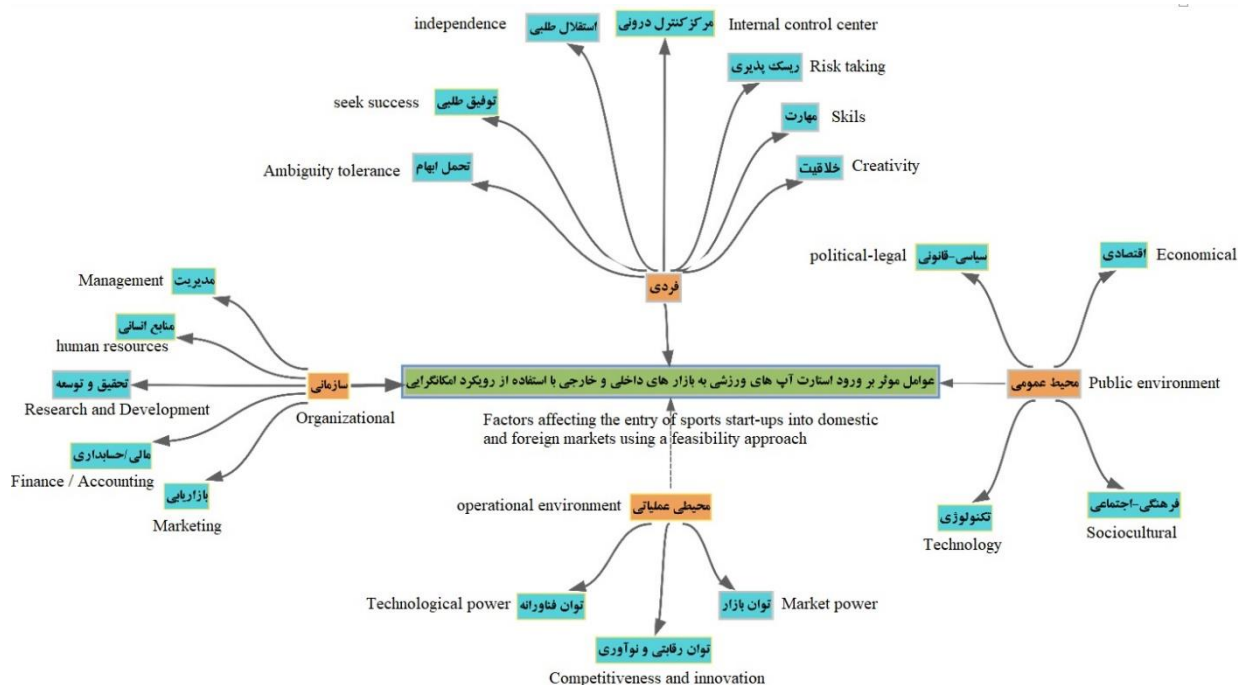 independence
استقلال طلبی
مرکز کنترل درونی
Internal control center
ریسک پذیری
Risk taking
seek success
توفیق طلبی
مهارت
Skils
Ambiguity tolerance
تحمل ابهام
خلاقیت
Creativity
فردی
political-legal
سیاسی-قانونی
اقتصادی
Economical
Management
مدیریت
منابع انسانی
human resources
تحقیق و توسعه
Research and Development
سازمانی
Organizational
مالی/حسابداری
Finance / Accounting
بازاریابی
Marketing
عوامل موثر بر ورود استارت آپ های ورزشی به بازار های داخلی و خارجی با استفاده از رویکرد امکانگرایی
Factors affecting the entry of sports start-ups into domestic
and foreign markets using a feasibility approach
محیط عمومی
Public environment
operational environment
محیطی عملیاتی
تکنولوژی
Technology
فرهنگی-اجتماعی
Sociocultural
Technological power
توان فناورانه
توان بازار
Market power
توان رقابتی و نوآوری
Competitiveness and innovation